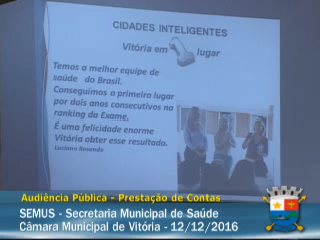 CIDADES INTELIGENTES
Vitória em lugar
Temos a melhor equipe de
saúde do Brasil.
Conseguimos a primeira lugar
por dois anos consecutivos no
ranking da Exame.
É uma felicidade enorme
Vitória obter esse resultado.
Luciano Rezende
Audiência Pública - Prestação de Contas
SEMUS - Secretaria Municipal de Saúde
Câmara Municipal de Vitória - 12/12/2016